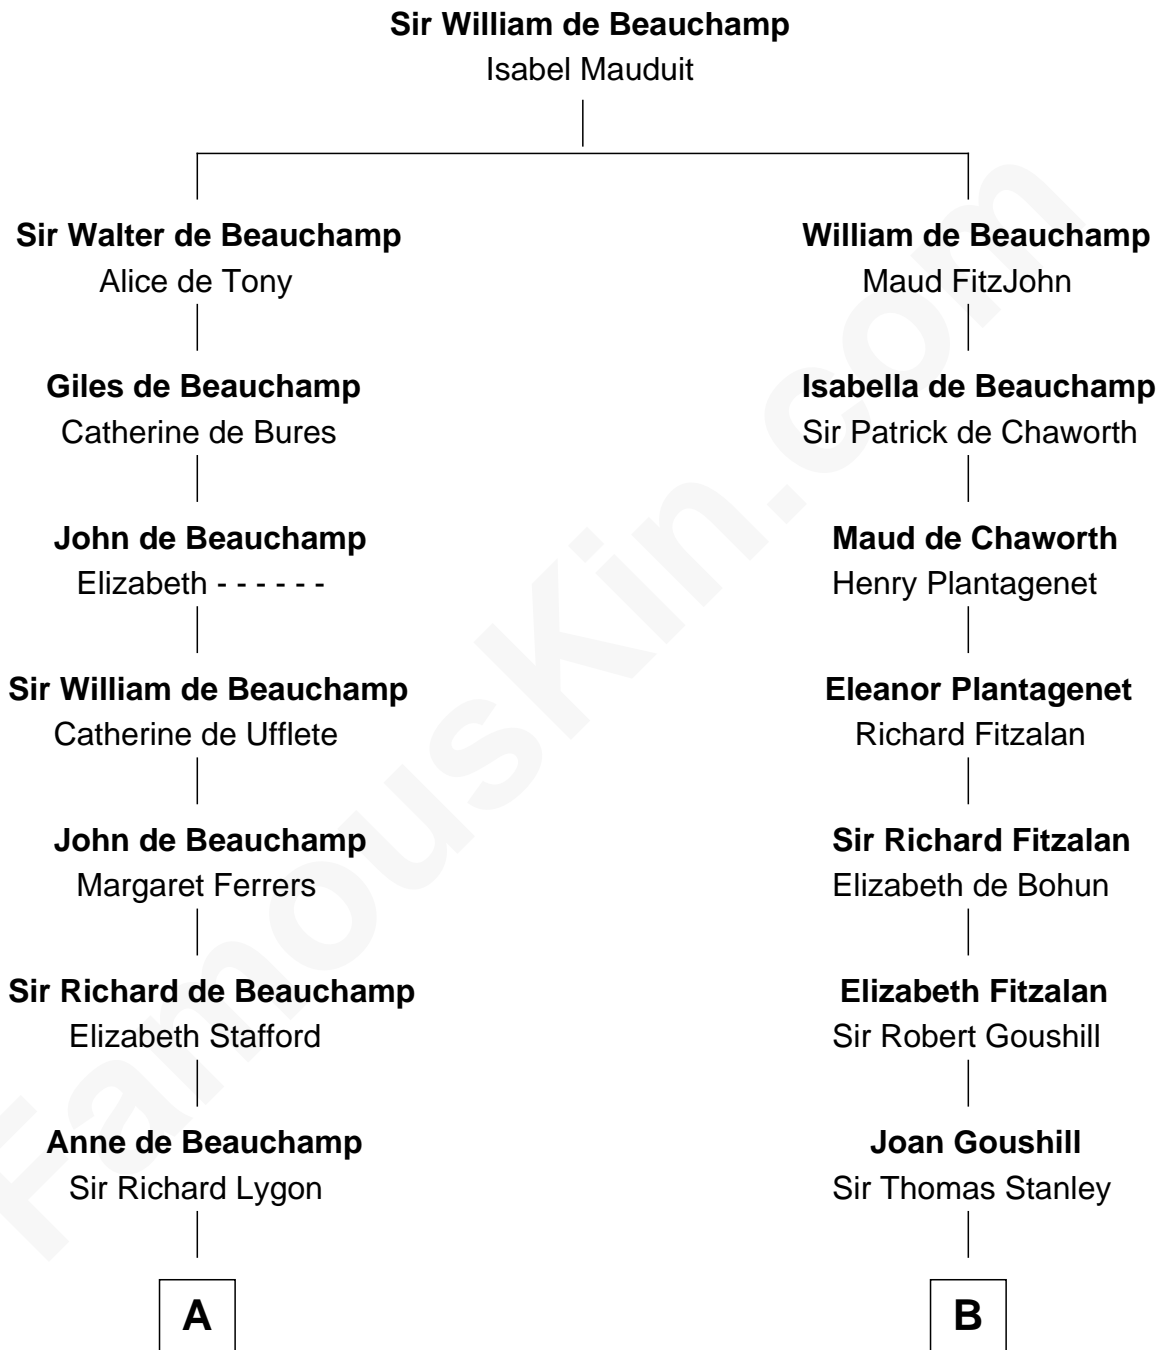 Sir William de Beauchamp
Isabel Mauduit
Sir Walter de Beauchamp
Alice de Tony
William de Beauchamp
Maud FitzJohn
Giles de Beauchamp
Catherine de Bures
Isabella de Beauchamp
Sir Patrick de Chaworth
John de Beauchamp
Elizabeth - - - - - -
Maud de Chaworth
Henry Plantagenet
Sir William de Beauchamp
Catherine de Ufflete
Eleanor Plantagenet
Richard Fitzalan
John de Beauchamp
Margaret Ferrers
Sir Richard Fitzalan
Elizabeth de Bohun
Sir Richard de Beauchamp
Elizabeth Stafford
Elizabeth Fitzalan
Sir Robert Goushill
Anne de Beauchamp
Sir Richard Lygon
Joan Goushill
Sir Thomas Stanley
A
B
FamousKin.com